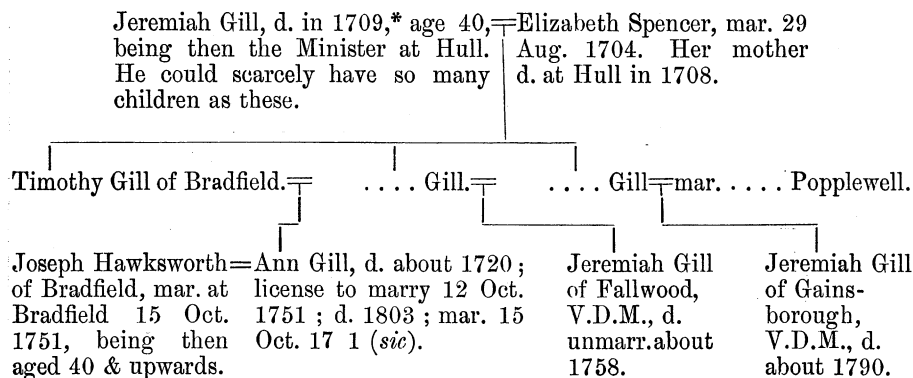 Jeremiah Gill, d. in 1709,* age 40,
being then the Minister at Hull.
He could scarcely have so many
children as these.
=Elizabeth Spencer, mar. 29
Aug. 1704. Her mother
d. at Hull in 1708.
Timothy Gill of Bradfield.=
.... Gill.=
.... Gill=mar. .... Popplewell.
Joseph Hawksworth=
of Bradfield, mar. at
Bradfield 15 Oct.
1751, being then
aged 40 & upwards.
Ann Gill, d. about 1720 ;
license to marry 12 Oct.
1751 ; d. 1803 ; mar. 15
Oct. 17 1 (sic).
Jeremiah Gill
of Fallwood,
V.D.M., d.
unmarr. about
1758.
Jeremiah Gill
of Gains-
borough,
V.D.M., d.
about 1790.